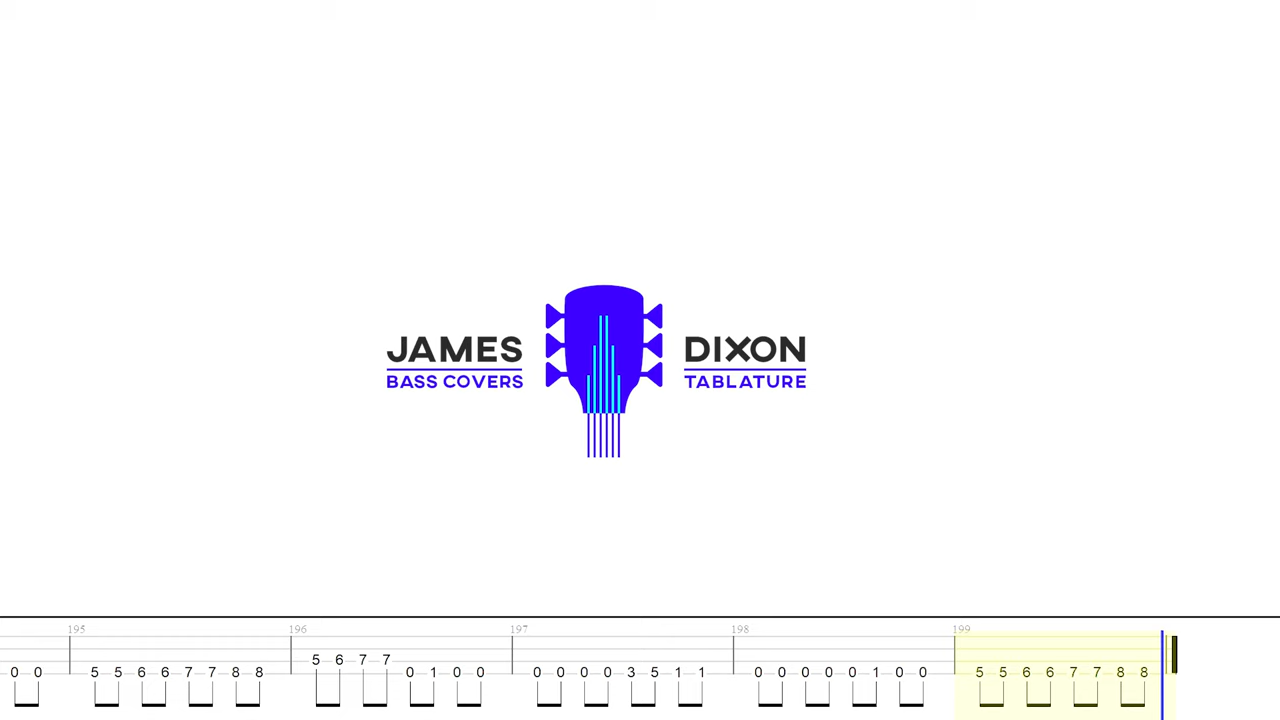 JAMES DIXON
BASS COVERS TABLATURE
195 196 197 198 199
5 6 7 7
0 0 5 5 6 6 7 7 8 8 0 1 0 0 0 0 0 0 3 5 1 1 0 0 0 0 0 1 0 0 5 5 6 6 7 7 8 8